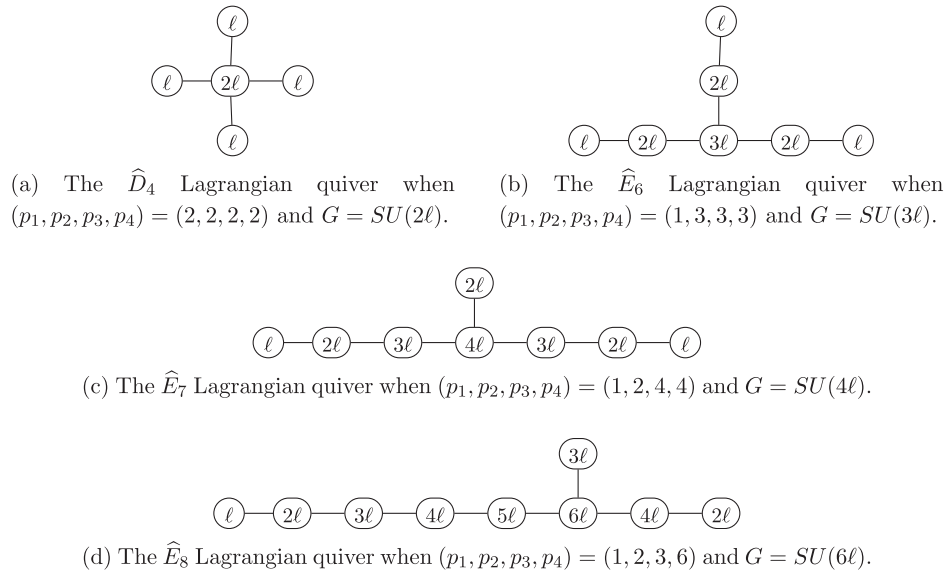 ℓ ℓ
ℓ 2ℓ ℓ 2ℓ
ℓ ℓ 2ℓ 3ℓ 2ℓ ℓ
(a) The D̂₄ Lagrangian quiver when
(p₁, p₂, p₃, p₄) = (2, 2, 2, 2) and G = SU(2ℓ).
(b) The Ê₆ Lagrangian quiver when
(p₁, p₂, p₃, p₄) = (1, 3, 3, 3) and G = SU(3ℓ).
2ℓ
ℓ 2ℓ 3ℓ 4ℓ 3ℓ 2ℓ ℓ
(c) The Ê₇ Lagrangian quiver when (p₁, p₂, p₃, p₄) = (1, 2, 4, 4) and G = SU(4ℓ).
3ℓ
ℓ 2ℓ 3ℓ 4ℓ 5ℓ 6ℓ 4ℓ 2ℓ
(d) The Ê₈ Lagrangian quiver when (p₁, p₂, p₃, p₄) = (1, 2, 3, 6) and G = SU(6ℓ).